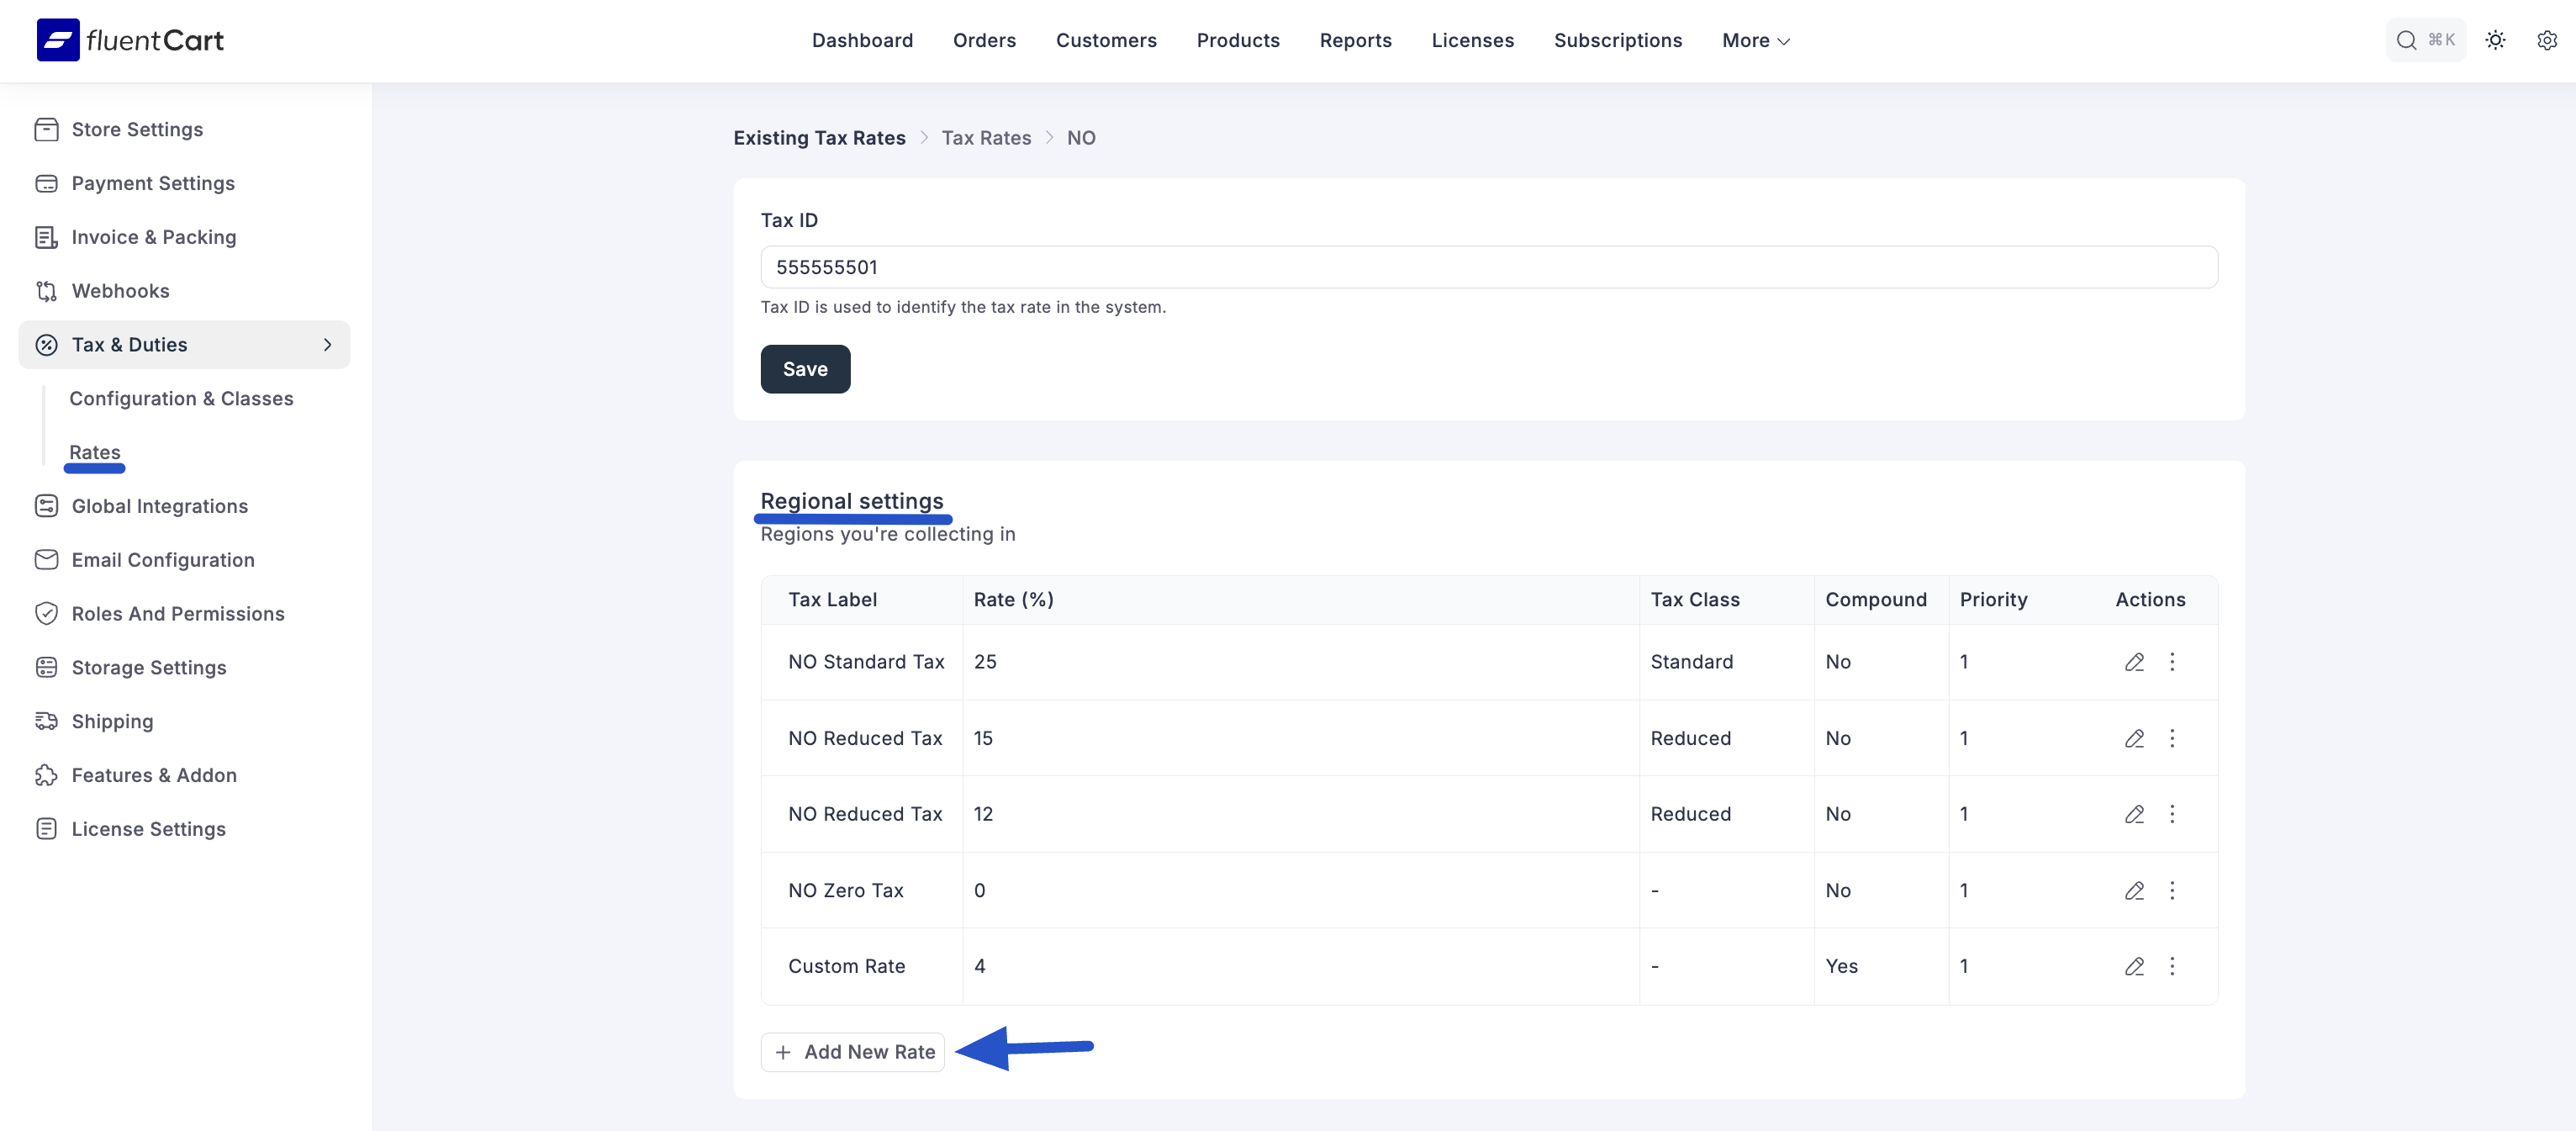 fluentCart
Dashboard Orders Customers Products Reports Licenses Subscriptions More
⌘K
Store Settings
Payment Settings
Invoice & Packing
Webhooks
Tax & Duties
Configuration & Classes
Rates
Global Integrations
Email Configuration
Roles And Permissions
Storage Settings
Shipping
Features & Addon
License Settings
Existing Tax Rates > Tax Rates > NO
Tax ID
555555501
Tax ID is used to identify the tax rate in the system.
Save
Regional settings
Regions you're collecting in
Tax Label Rate (%) Tax Class Compound Priority Actions
NO Standard Tax 25 Standard No 1
NO Reduced Tax 15 Reduced No 1
NO Reduced Tax 12 Reduced No 1
NO Zero Tax 0 - No 1
Custom Rate 4 - Yes 1
+ Add New Rate